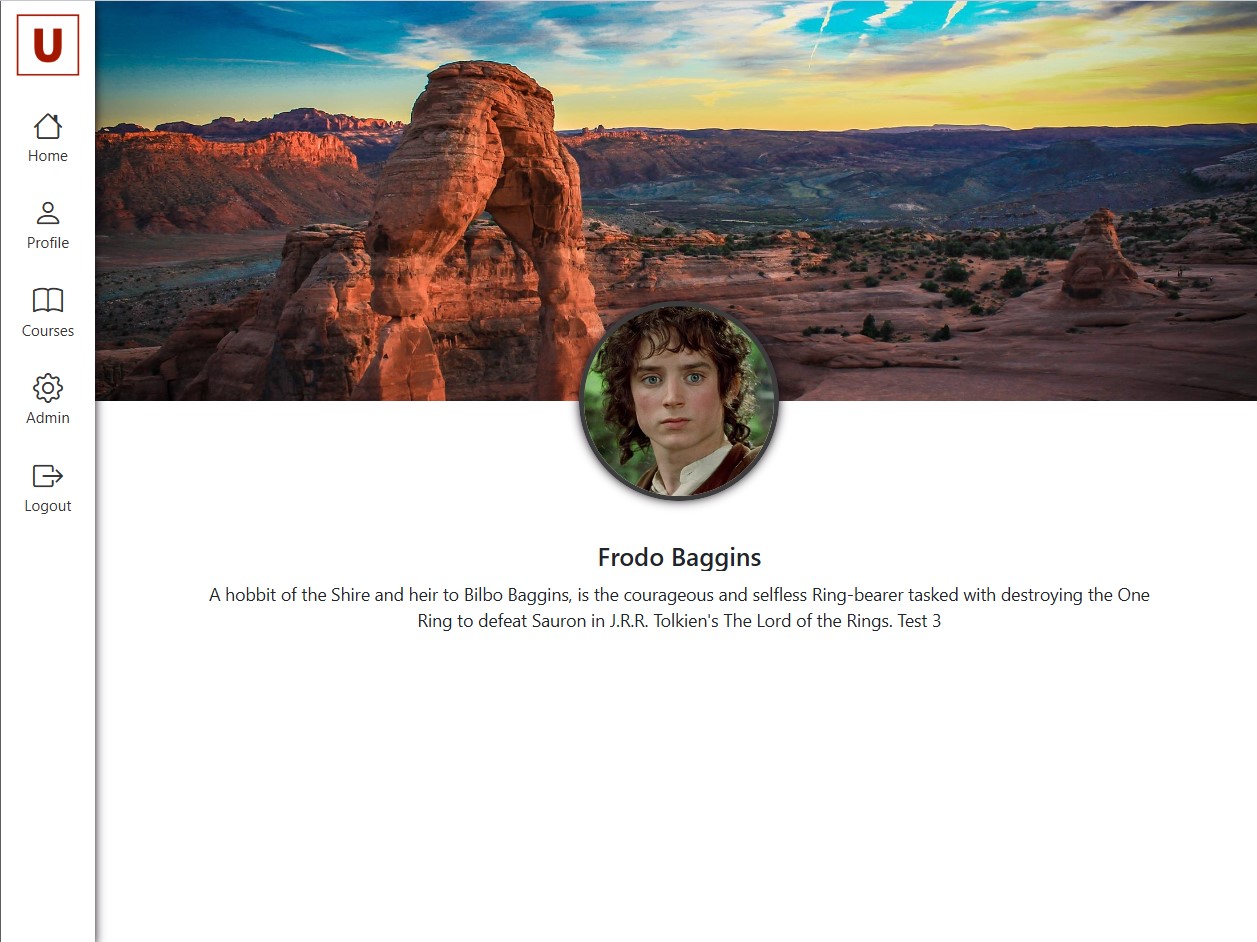 U
Home
Profile
Courses
Admin
Logout
Frodo Baggins
A hobbit of the Shire and heir to Bilbo Baggins, is the courageous and selfless Ring-bearer tasked with destroying the One
Ring to defeat Sauron in J.R.R. Tolkien's The Lord of the Rings. Test 3